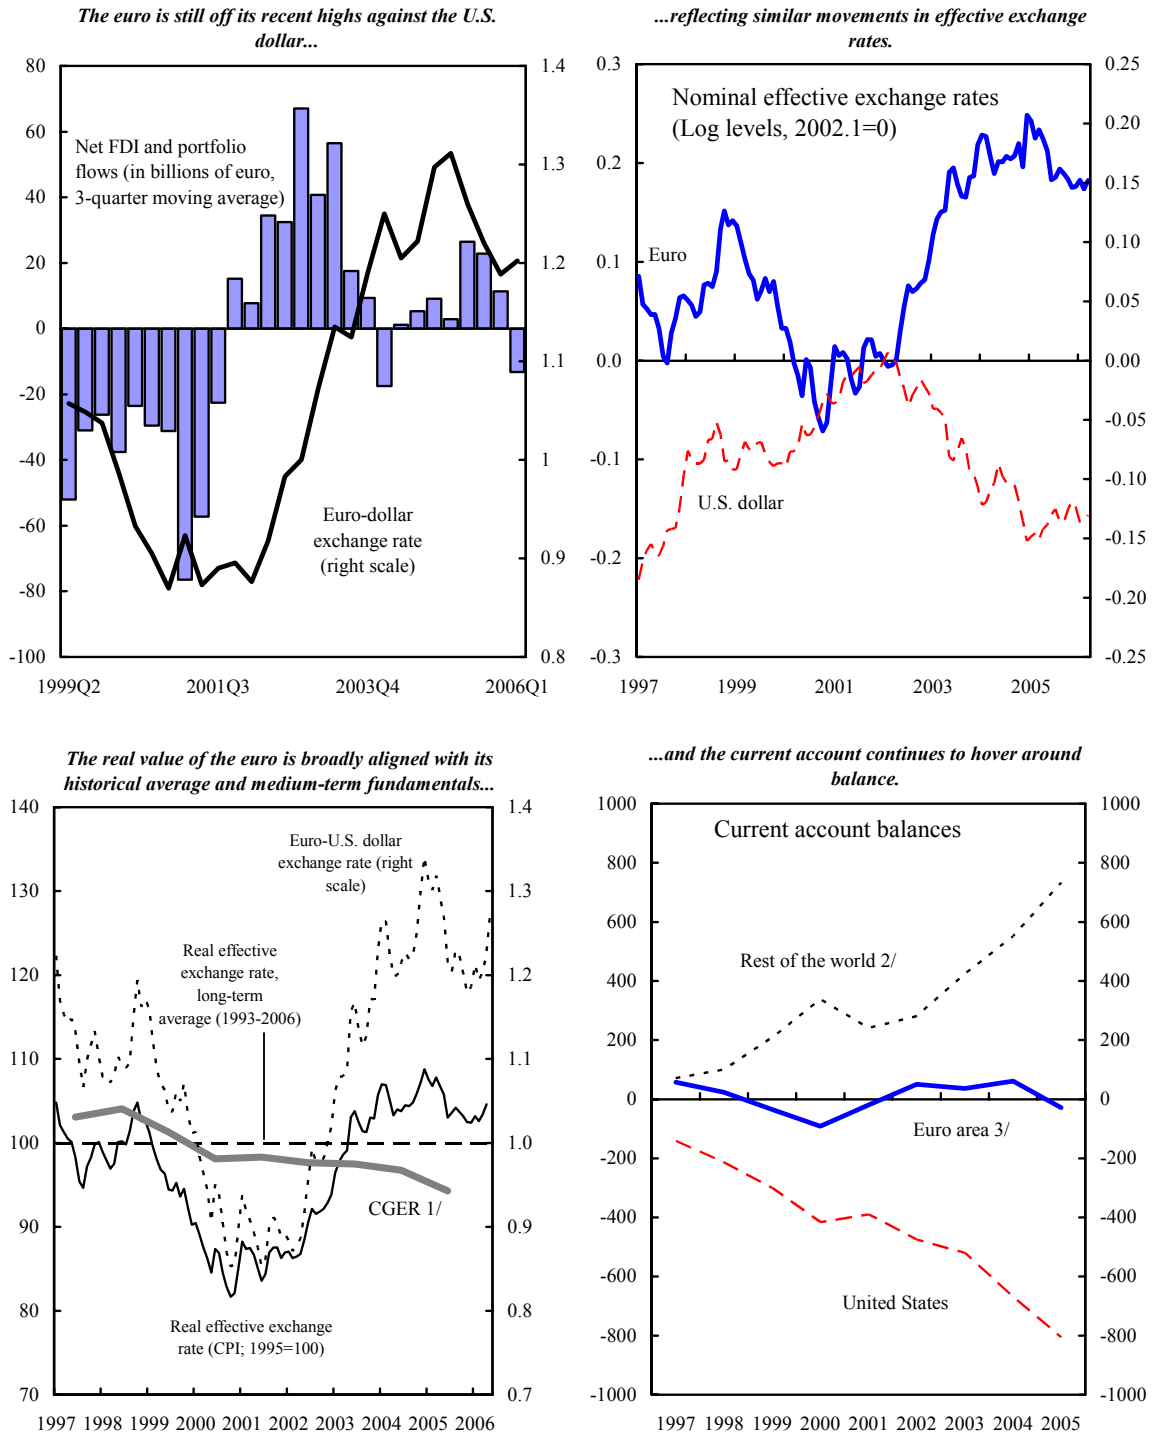 The euro is still off its recent highs against the U.S.
dollar...
80
60
40
20
0
-20
-40
-60
-80
-100
1.4
1.3
1.2
1.1
1
0.9
0.8
Net FDI and portfolio
flows (in billions of euro,
3-quarter moving average)
Euro-dollar
exchange rate
(right scale)
1999Q2 2001Q3 2003Q4 2006Q1
...reflecting similar movements in effective exchange
rates.
0.3
0.2
0.1
0.0
-0.1
-0.2
-0.3
0.25
0.20
0.15
0.10
0.05
0.00
-0.05
-0.10
-0.15
-0.20
-0.25
Nominal effective exchange rates
(Log levels, 2002.1=0)
Euro
U.S. dollar
1997 1999 2001 2003 2005
The real value of the euro is broadly aligned with its
historical average and medium-term fundamentals...
140
130
120
110
100
90
80
70
1.4
1.3
1.2
1.1
1.0
0.9
0.8
0.7
Euro-U.S. dollar
exchange rate (right
scale)
Real effective
exchange rate,
long-term
average (1993-2006)
CGER 1/
Real effective exchange
rate (CPI; 1995=100)
1997 1998 1999 2000 2001 2002 2003 2004 2005 2006
...and the current account continues to hover around
balance.
1000
800
600
400
200
0
-200
-400
-600
-800
-1000
1000
800
600
400
200
0
-200
-400
-600
-800
-1000
Current account balances
Rest of the world 2/
Euro area 3/
United States
1997 1998 1999 2000 2001 2002 2003 2004 2005